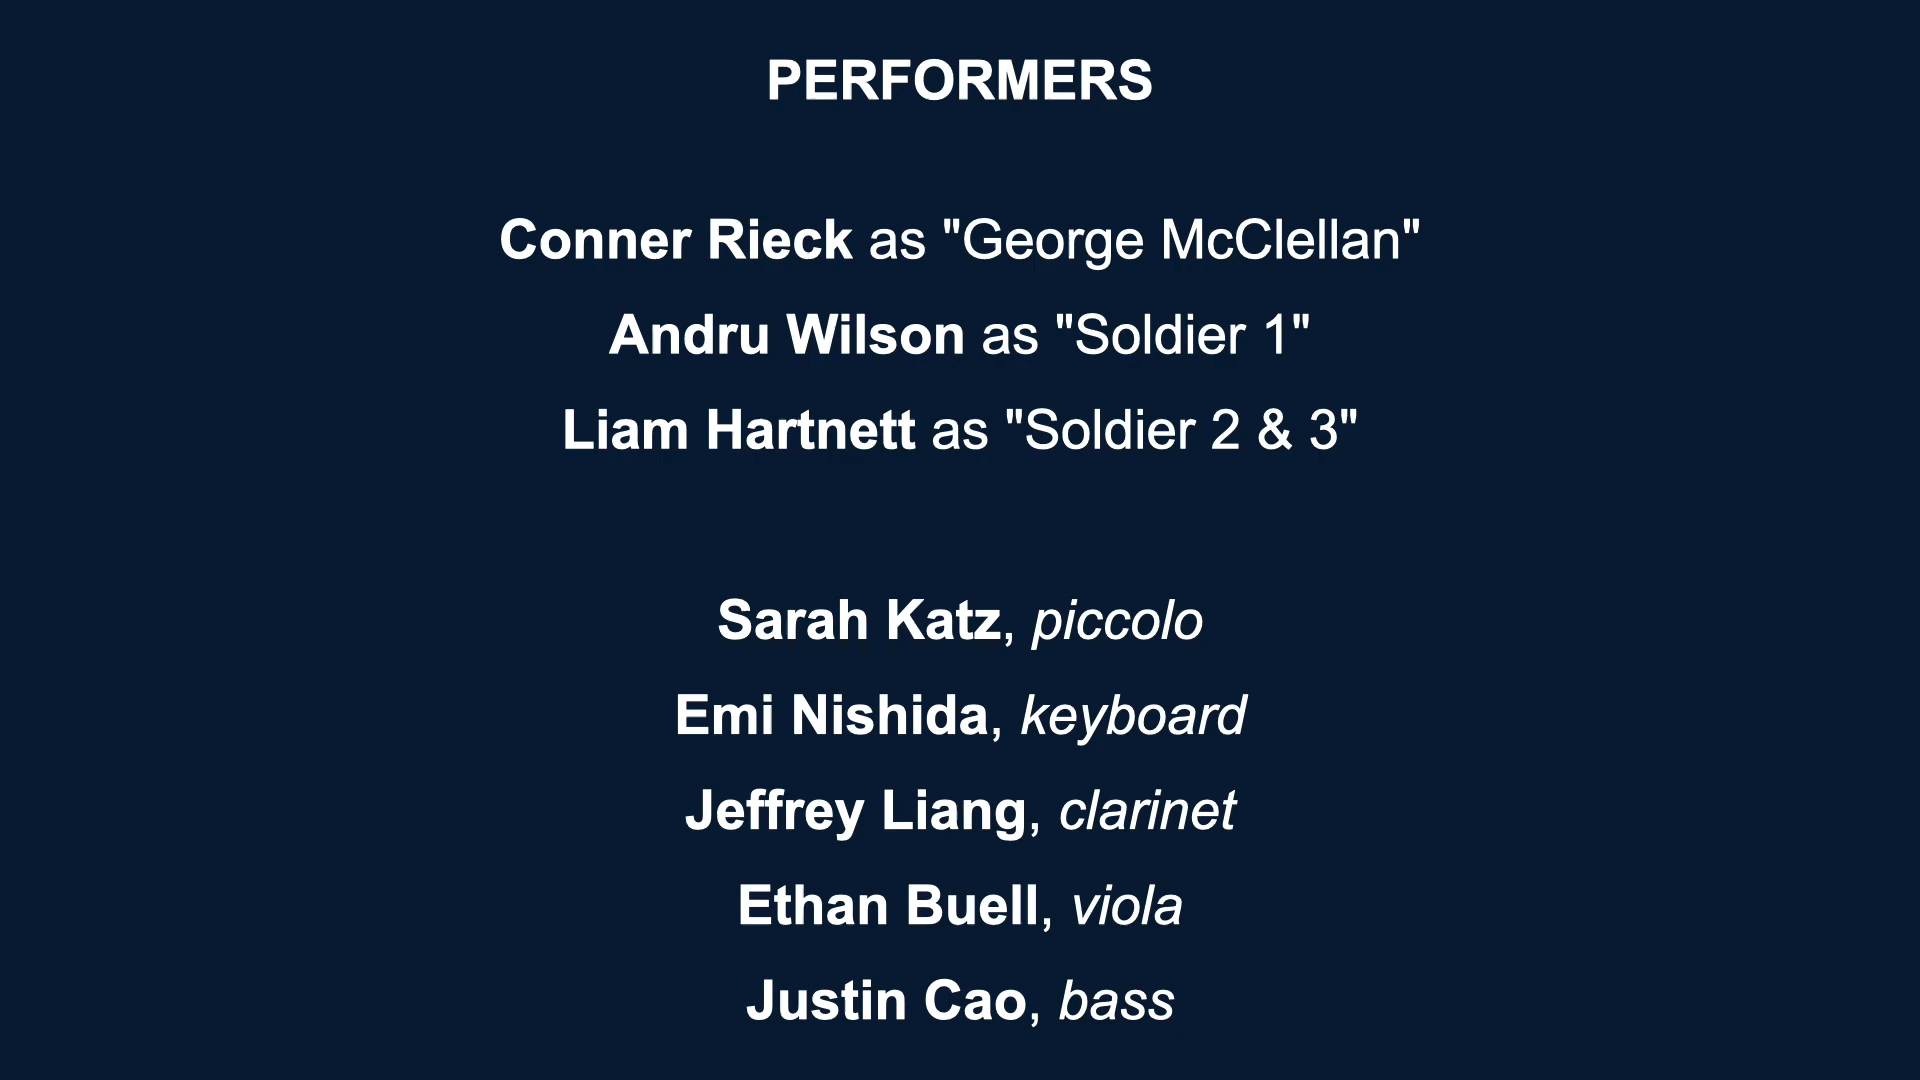 PERFORMERS
Conner Rieck as "George McClellan"
Andru Wilson as "Soldier 1"
Liam Hartnett as "Soldier 2 & 3"
Sarah Katz, piccolo
Emi Nishida, keyboard
Jeffrey Liang, clarinet
Ethan Buell, viola
Justin Cao, bass